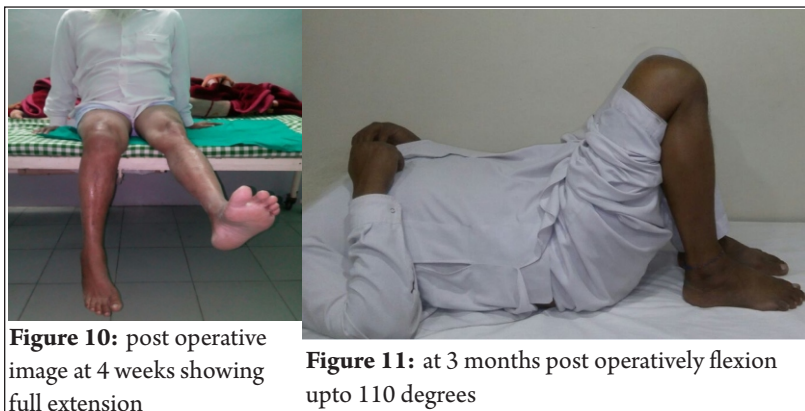 Figure 10: post operative
image at 4 weeks showing
full extension
Figure 11: at 3 months post operatively flexion
upto 110 degrees